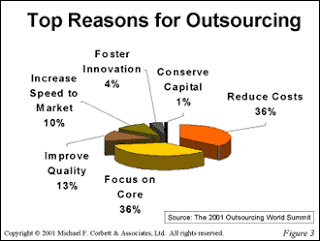 Top Reasons for Outsourcing
Foster
Innovation
4%
Conserve
Capital
1%
Increase
Speed to
Market
10%
Reduce Costs
36%
Improve
Quality
13%
Focus on
Core
36%
Source: The 2001 Outsourcing World Summit
Copyright © 2001 Michael F. Corbett & Associates, Ltd. All rights reserved.
Figure 3